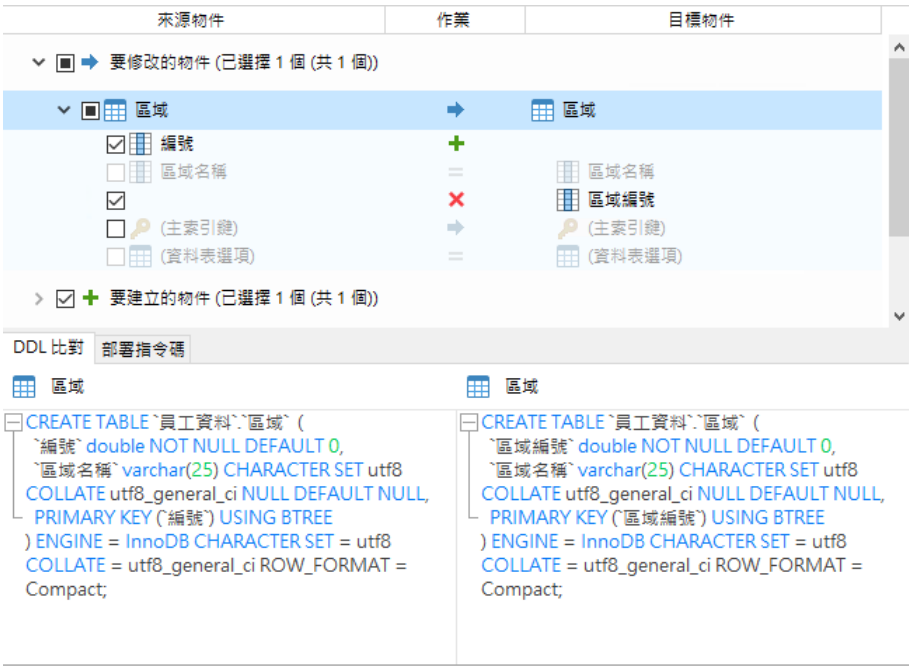 來源物件 作業 目標物件
要修改的物件 (已選擇 1 個 (共 1 個))
區域 區域
編號
區域名稱 區域名稱
區域編號
(主索引鍵) (主索引鍵)
(資料表選項) (資料表選項)
要建立的物件 (已選擇 1 個 (共 1 個))
DDL 比對 部署指令碼
區域
CREATE TABLE `員工資料`.`區域` (
`編號` double NOT NULL DEFAULT 0,
`區域名稱` varchar(25) CHARACTER SET utf8
COLLATE utf8_general_ci NULL DEFAULT NULL,
PRIMARY KEY (`編號`) USING BTREE
) ENGINE = InnoDB CHARACTER SET = utf8
COLLATE = utf8_general_ci ROW_FORMAT =
Compact;
區域
CREATE TABLE `員工資料`.`區域` (
`區域編號` double NOT NULL DEFAULT 0,
`區域名稱` varchar(25) CHARACTER SET utf8
COLLATE utf8_general_ci NULL DEFAULT NULL,
PRIMARY KEY (`區域編號`) USING BTREE
) ENGINE = InnoDB CHARACTER SET = utf8
COLLATE = utf8_general_ci ROW_FORMAT =
Compact;